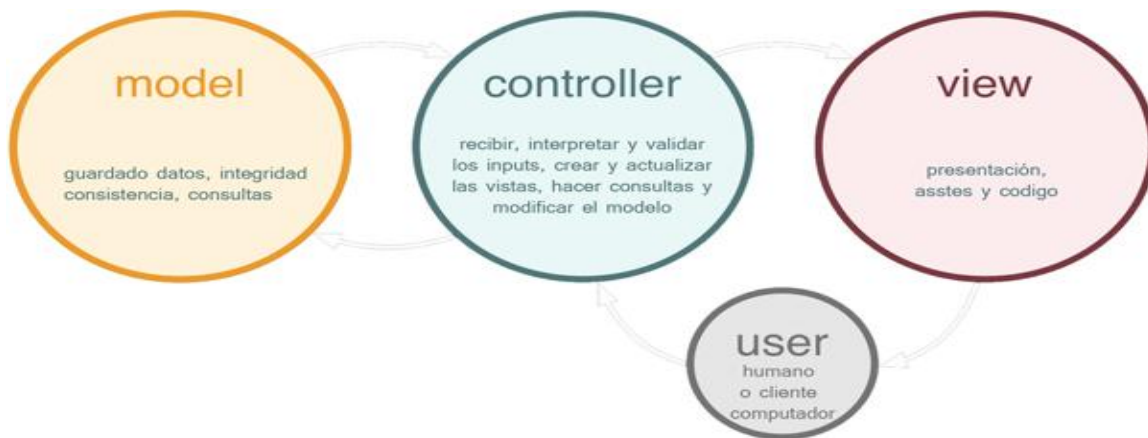 model
guardado datos, integridad
consistencia, consultas
controller
recibir, interpretar y validar
los inputs, crear y actualizar
las vistas, hacer consultas y
modificar el modelo
view
presentación,
asstes y codigo
user
humano
o cliente
computador